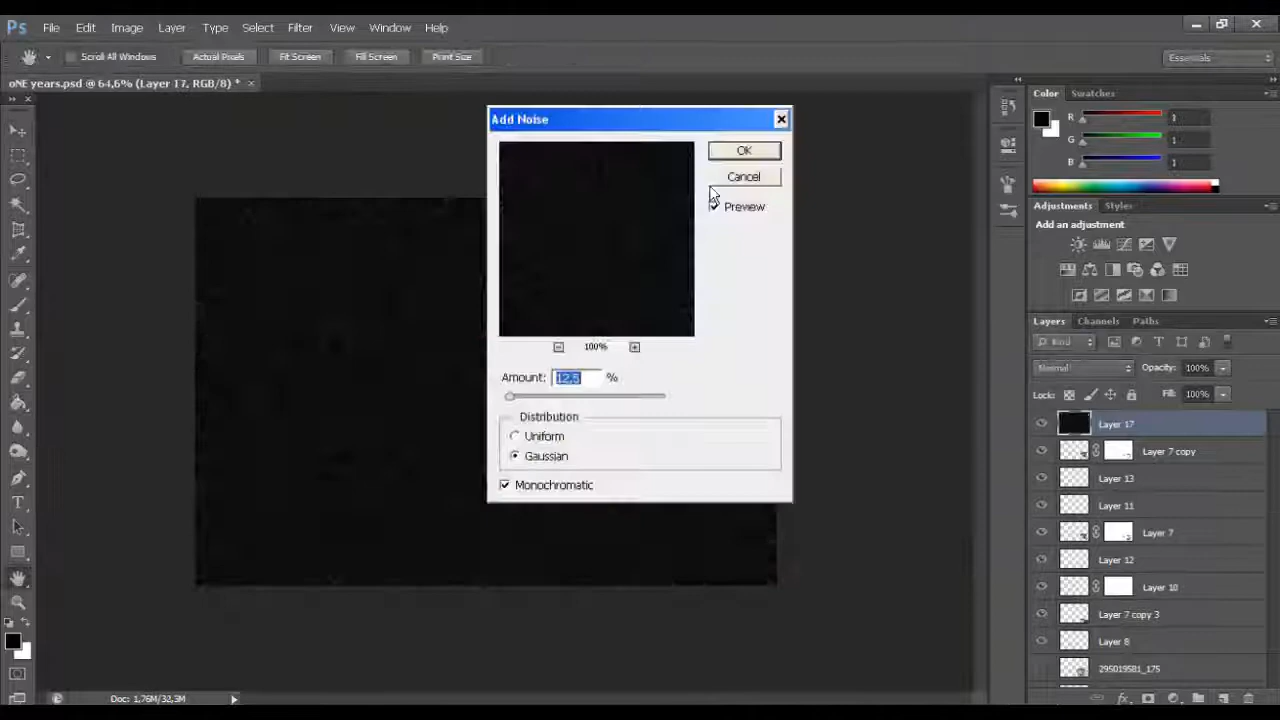 Ps File Edit Image Layer Type Select Filter View Window Help
Scroll All Windows Actual Pixels Fit Screen Fill Screen Print Size Essentials
oNE years.psd @ 64,6% (Layer 17, RGB/8) * ×
Color Swatches
R
G
B
Adjustments Styles
Add an adjustment
Add Noise
OK
Cancel
Preview
100%
Amount: 12,5 %
Distribution
Uniform
Gaussian
Monochromatic
Layers Channels Paths
Kind
Normal Opacity: 100%
Lock: Fill: 100%
Layer 17
Layer 7 copy
Layer 13
Layer 11
Layer 7
Layer 12
Layer 10
Layer 7 copy 3
Layer 8
295019581_175
Doc: 1,76M/32,3M